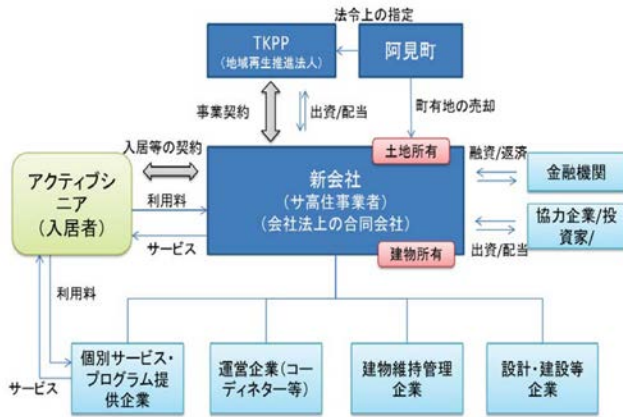 法令上の指定
TKPP
(地域再生推進法人)
阿見町
事業契約
出資/配当
町有地の売却
入居等の契約
土地所有
融資/返済
金融機関
アクティブシ
ニア
(入居者)
利用料
サービス
新会社
(サ高住事業者)
(会社法上の合同会社)
建物所有
出資/配当
協力企業/投
資家/
利用料
サービス
個別サービス・
プログラム提
供企業
運営企業(コー
ディネター等)
建物維持管理
企業
設計・建設等
企業